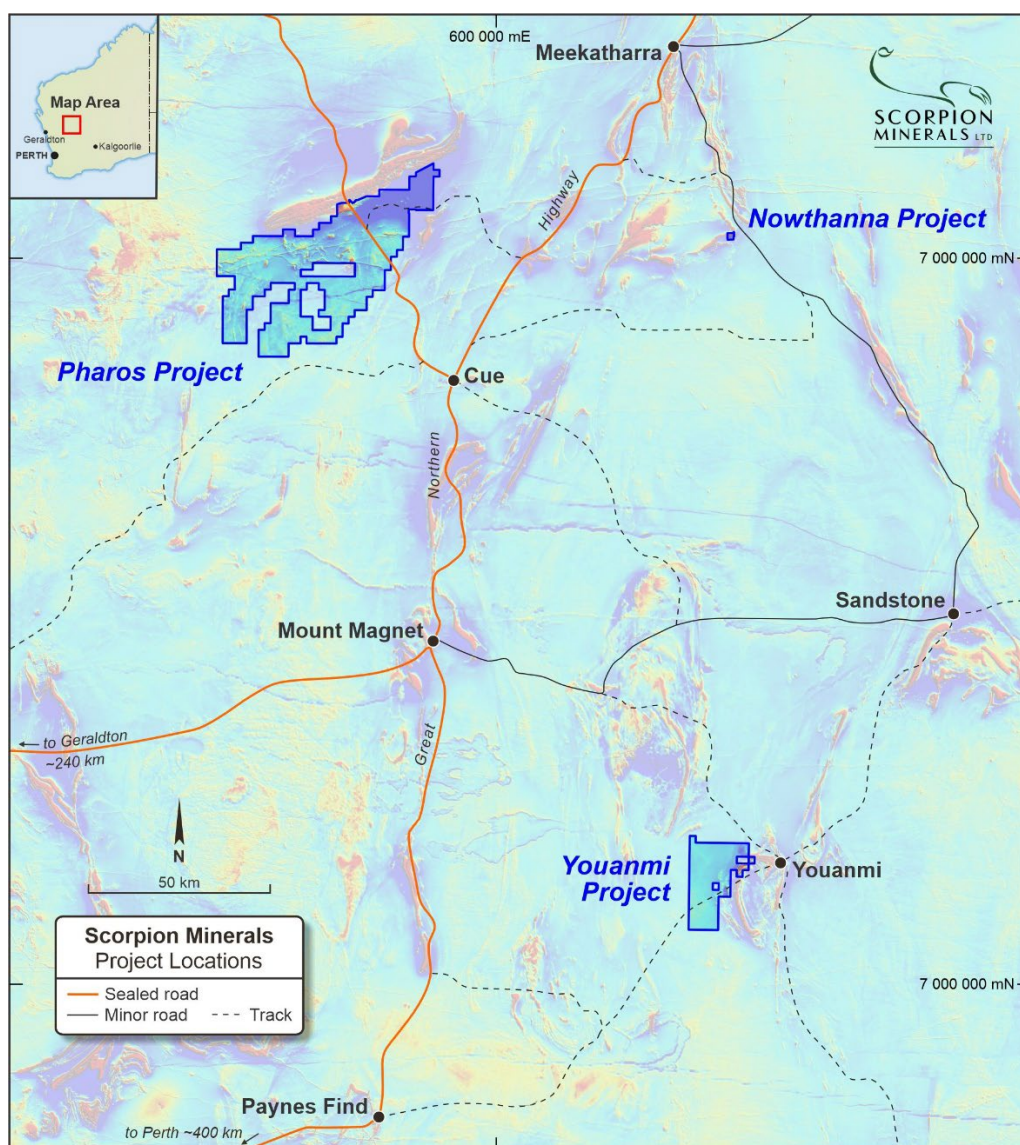 Map Area
Geraldton
Kalgoorlie
PERTH
600 000 mE
Meekatharra
SCORPION
MINERALS LTD
Highway
Nowthanna Project
7 000 000 mN
Pharos Project
Cue
Northern
Sandstone
Mount Magnet
to Geraldton
~240 km
Great
N
50 km
Youanmi
Project
Youanmi
Scorpion Minerals
Project Locations
Sealed road
Minor road
Track
7 000 000 mN
Paynes Find
to Perth ~400 km